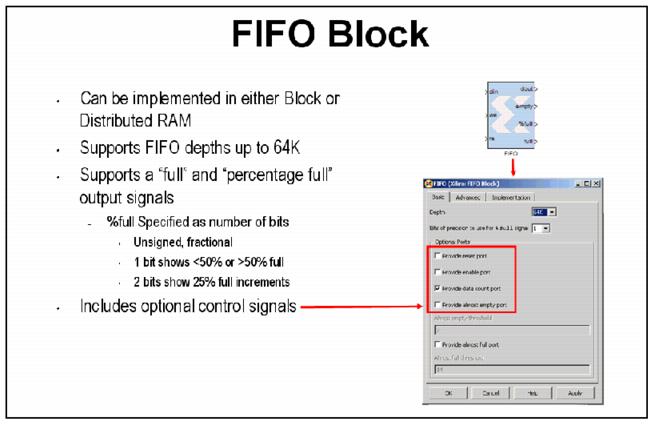 FIFO Block
Can be implemented in either Block or
Distributed RAM
Supports FIFO depths up to 64K
Supports a "full" and "percentage full"
output signals
- %full Specified as number of bits
Unsigned, fractional
1 bit shows <50% or >50% full
2 bits show 25% full increments
Includes optional control signals
din
dout
empty
we
%full
re
full
FIFO
FIFO (Xilinx FIFO Block)
Basic Advanced Implementation
Depth 64K
Bits of precision to use for %full signal 1
Optional Ports
Provide reset port
Provide enable port
Provide data count port
Provide almost empty port
Almost empty threshold
Provide almost full port
Almost full threshold
OK Cancel Help Apply